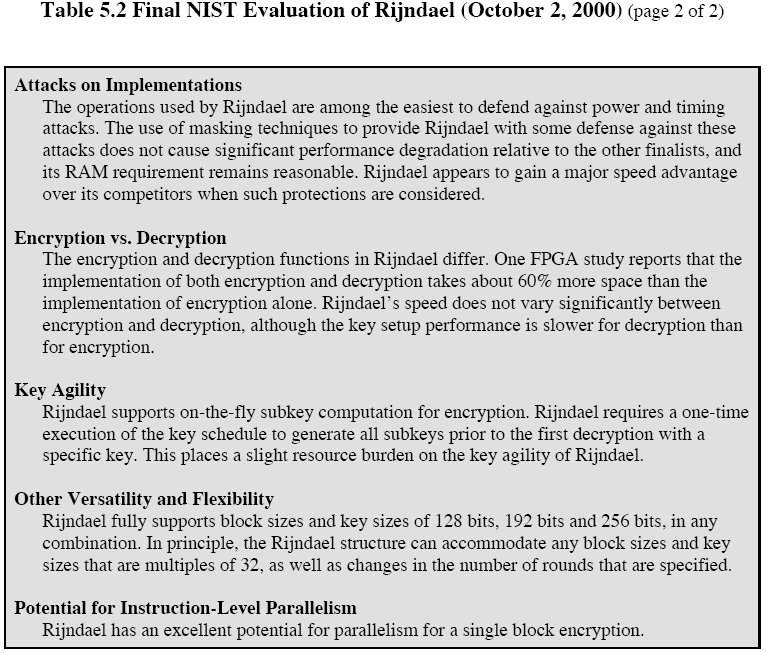 Table 5.2 Final NIST Evaluation of Rijndael (October 2, 2000) (page 2 of 2)
Attacks on Implementations
The operations used by Rijndael are among the easiest to defend against power and timing
attacks. The use of masking techniques to provide Rijndael with some defense against these
attacks does not cause significant performance degradation relative to the other finalists, and
its RAM requirement remains reasonable. Rijndael appears to gain a major speed advantage
over its competitors when such protections are considered.
Encryption vs. Decryption
The encryption and decryption functions in Rijndael differ. One FPGA study reports that the
implementation of both encryption and decryption takes about 60% more space than the
implementation of encryption alone. Rijndael's speed does not vary significantly between
encryption and decryption, although the key setup performance is slower for decryption than
for encryption.
Key Agility
Rijndael supports on-the-fly subkey computation for encryption. Rijndael requires a one-time
execution of the key schedule to generate all subkeys prior to the first decryption with a
specific key. This places a slight resource burden on the key agility of Rijndael.
Other Versatility and Flexibility
Rijndael fully supports block sizes and key sizes of 128 bits, 192 bits and 256 bits, in any
combination. In principle, the Rijndael structure can accommodate any block sizes and key
sizes that are multiples of 32, as well as changes in the number of rounds that are specified.
Potential for Instruction-Level Parallelism
Rijndael has an excellent potential for parallelism for a single block encryption.